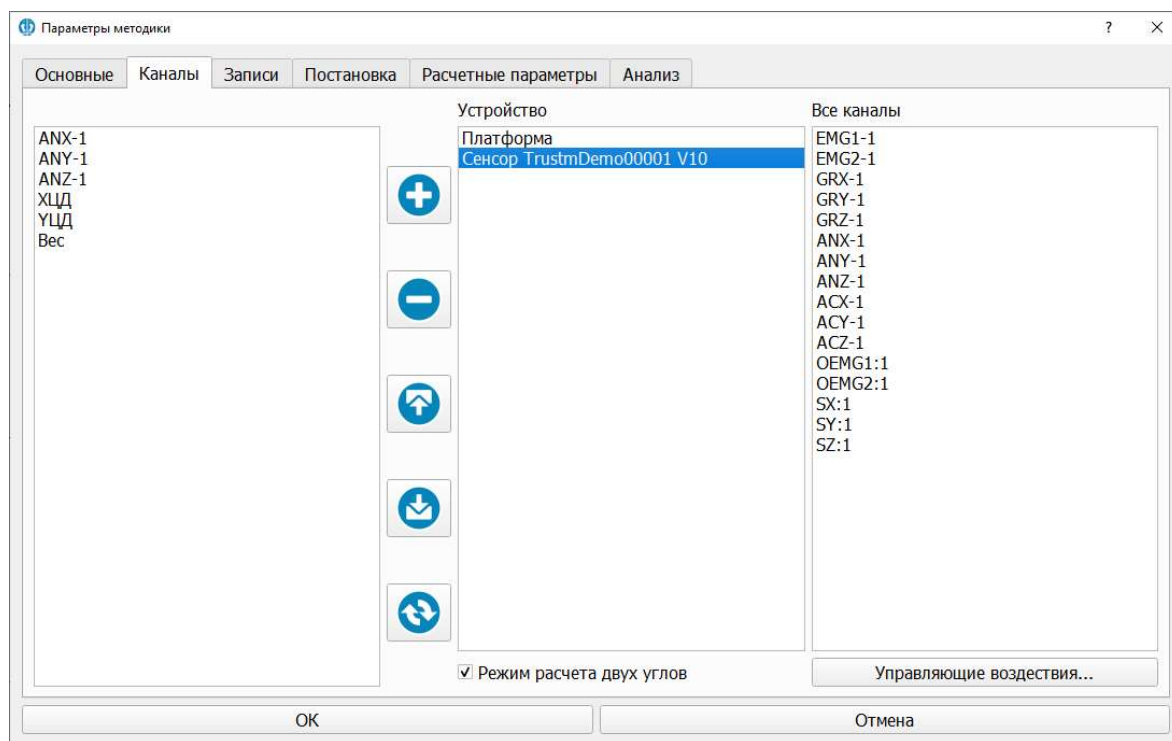 Параметры методики
?
Основные Каналы Записи Постановка Расчетные параметры Анализ
ANX-1
ANY-1
ANZ-1
ХЦД
YЦД
Вес
Устройство
Платформа
Сенсор TrustmDemo00001 V10
Режим расчета двух углов
Все каналы
EMG1-1
EMG2-1
GRX-1
GRY-1
GRZ-1
ANX-1
ANY-1
ANZ-1
ACX-1
ACY-1
ACZ-1
OEMG1:1
OEMG2:1
SX:1
SY:1
SZ:1
Управляющие воздествия...
ОК Отмена